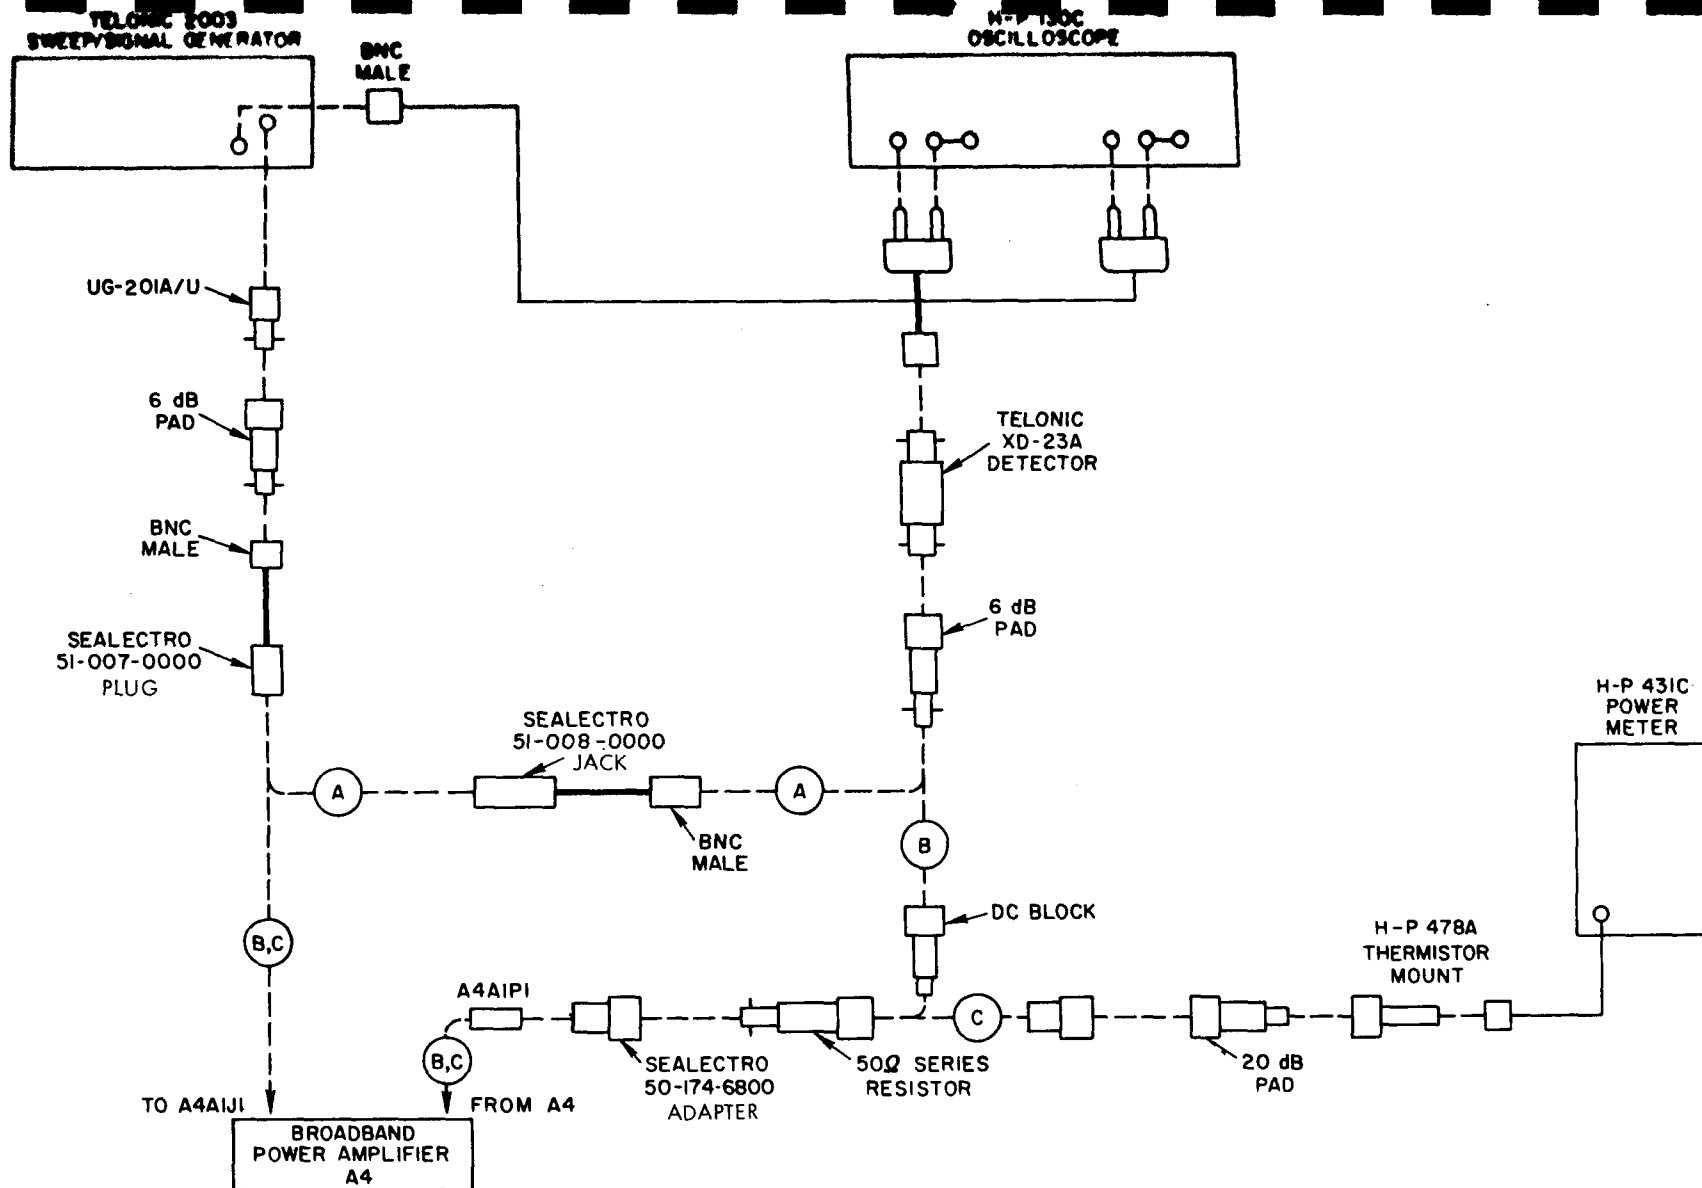 TELONIC 2003
SWEEP/SIGNAL GENERATOR
BNC
MALE
H-P 130C
OSCILLOSCOPE
UG-201A/U
6 dB
PAD
TELONIC
XD-23A
DETECTOR
BNC
MALE
6 dB
PAD
SEALECTRO
51-007-0000
PLUG
H-P 431C
POWER
METER
SEALECTRO
51-008-0000
JACK
A
A
BNC
MALE
B
DC BLOCK
B,C
H-P 478A
THERMISTOR
MOUNT
A4A1P1
C
B,C
SEALECTRO
50-174-6800
ADAPTER
50Ω SERIES
RESISTOR
20 dB
PAD
TO A4A1J1
FROM A4
BROADBAND
POWER AMPLIFIER
A4